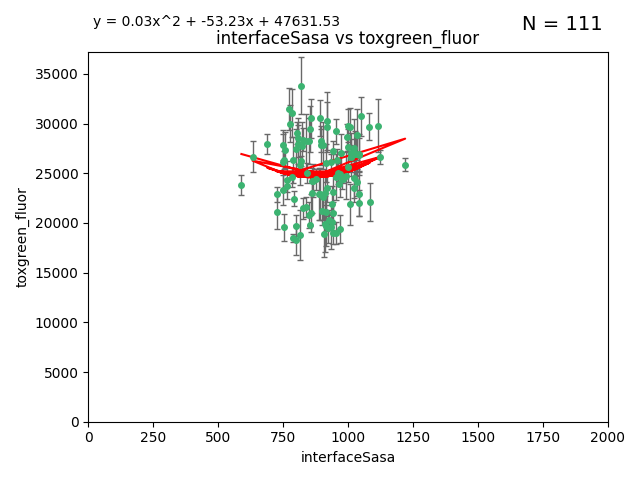 y = 0.03x^2 + -53.23x + 47631.53
N = 111
interfaceSasa vs toxgreen_fluor
35000
30000
25000
20000
15000
10000
5000
0
toxgreen_fluor
0 250 500 750 1000 1250 1500 1750 2000
interfaceSasa